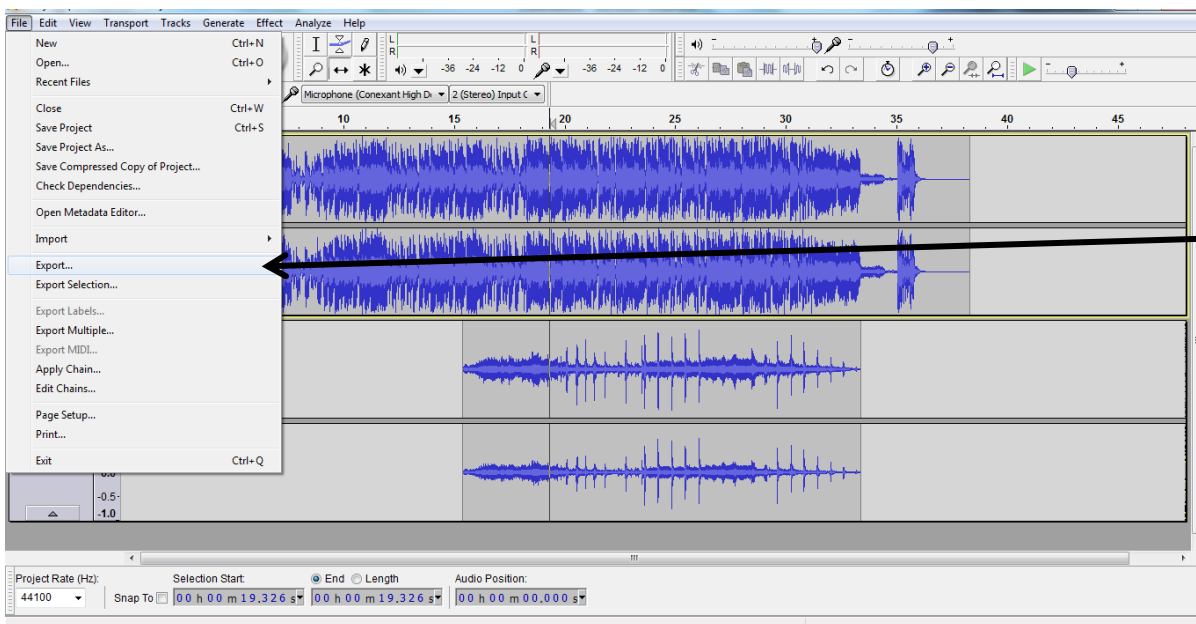 File Edit View Transport Tracks Generate Effect Analyze Help
New Ctrl+N
Open... Ctrl+O
Recent Files
Close Ctrl+W
Save Project Ctrl+S
Save Project As...
Save Compressed Copy of Project...
Check Dependencies...
Open Metadata Editor...
Import
Export...
Export Selection...
Export Labels...
Export Multiple...
Export MIDI...
Apply Chain...
Edit Chains...
Page Setup...
Print...
Exit Ctrl+Q
L L
R R
-36 -24 -12 0 -36 -24 -12 0
Microphone (Conexant High D 2 (Stereo) Input C
10 15 20 25 30 35 40 45
-0.5
-1.0
Project Rate (Hz): Selection Start: End Length Audio Position:
44100 Snap To 00 h 00 m 19.326 s 00 h 00 m 19.326 s 00 h 00 m 00.000 s